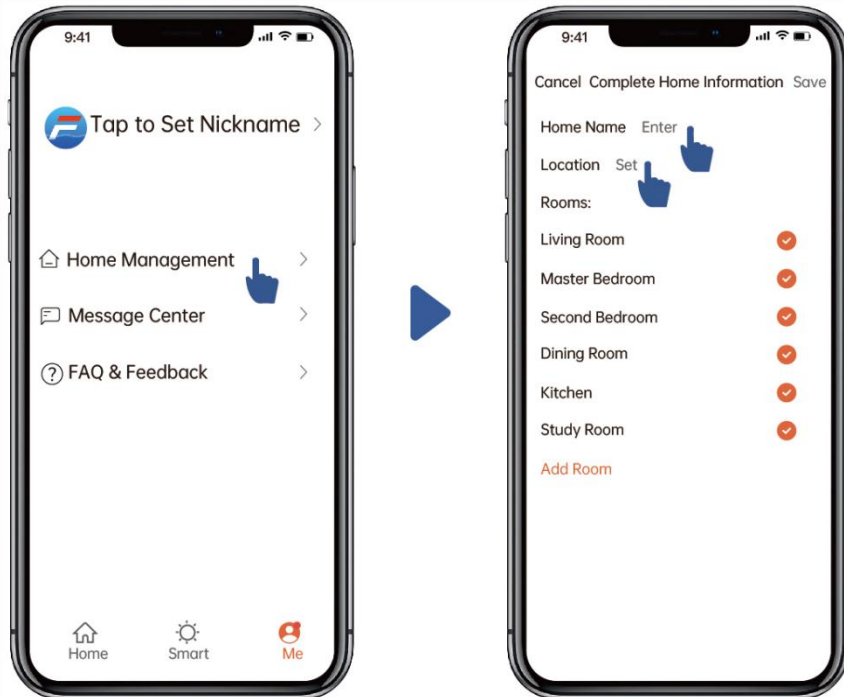 9:41
Tap to Set Nickname
Home Management
Message Center
FAQ & Feedback
Home Smart Me
9:41
Cancel Complete Home Information Save
Home Name Enter
Location Set
Rooms:
Living Room
Master Bedroom
Second Bedroom
Dining Room
Kitchen
Study Room
Add Room